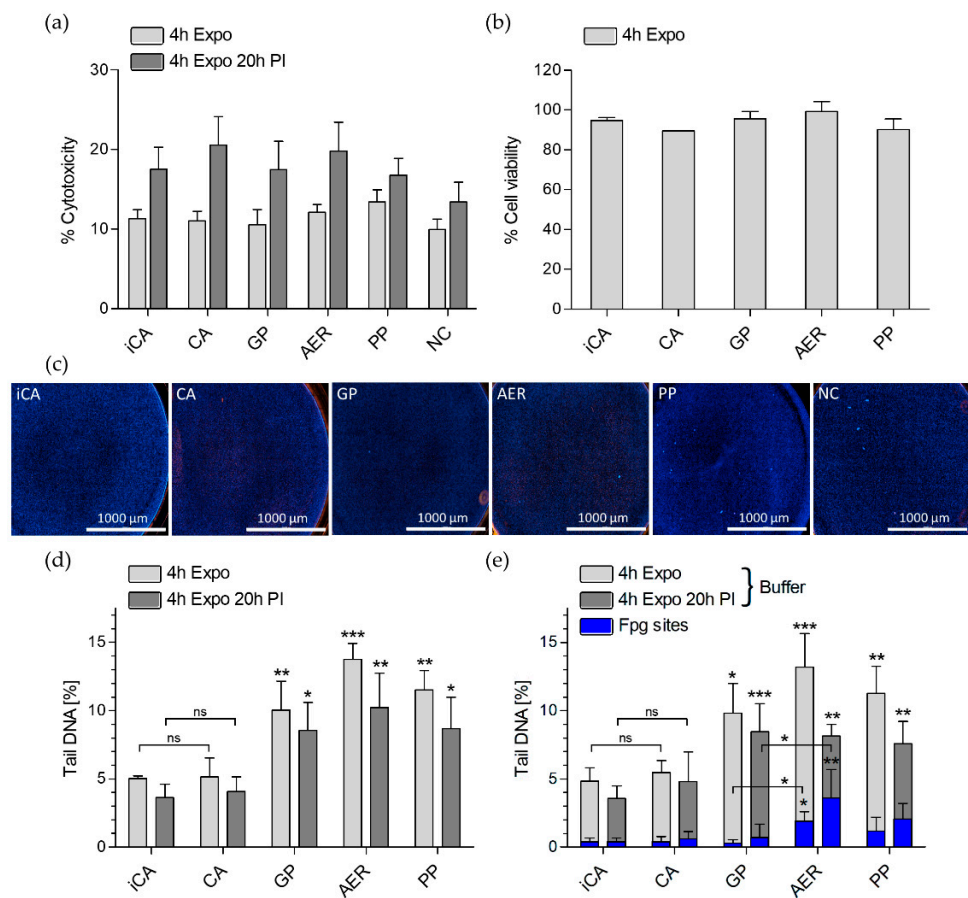 (a)
4h Expo
4h Expo 20h PI
% Cytotoxicity
30
20
10
0
iCA
CA
GP
AER
PP
NC
(b)
4h Expo
% Cell viability
120
100
80
60
40
20
0
iCA
CA
GP
AER
PP
(c)
iCA
1000 µm
CA
1000 µm
GP
1000 µm
AER
1000 µm
PP
1000 µm
NC
1000 µm
(d)
4h Expo
4h Expo 20h PI
Tail DNA [%]
15
10
5
0
ns
ns
**
*
***
**
**
*
iCA
CA
GP
AER
PP
(e)
4h Expo
4h Expo 20h PI
} Buffer
Fpg sites
Tail DNA [%]
15
10
5
0
ns
ns
*
***
***
**
**
**
*
*
*
**
iCA
CA
GP
AER
PP